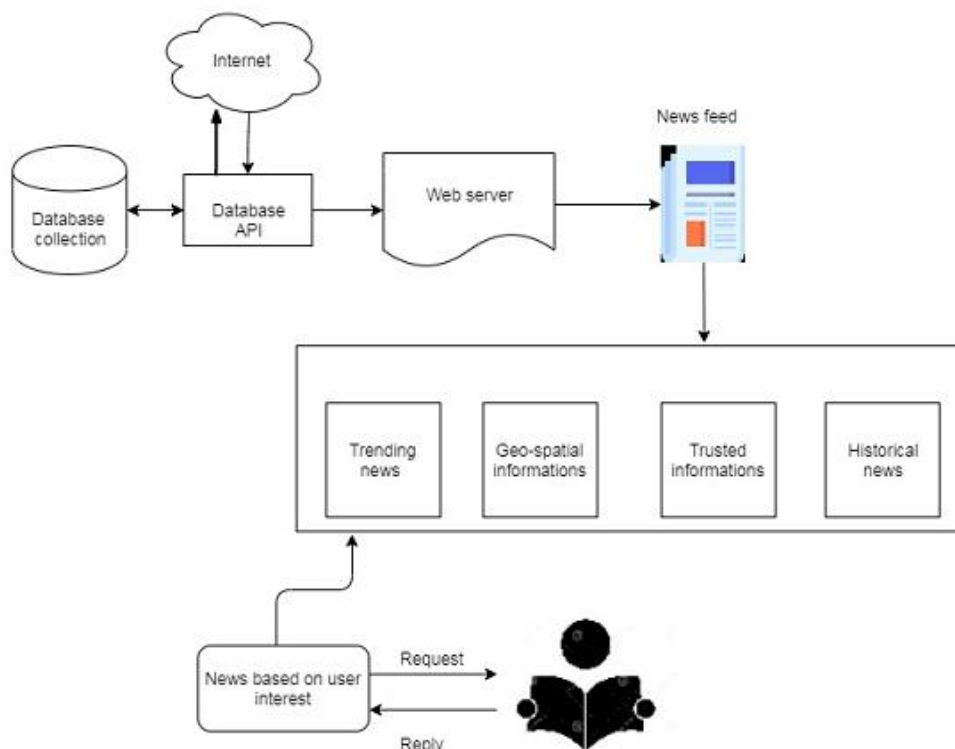 Internet
News feed
Database
collection
Database
API
Web server
Trending
news
Geo-spatial
informations
Trusted
informations
Historical
news
News based on user
interest
Request
Reply